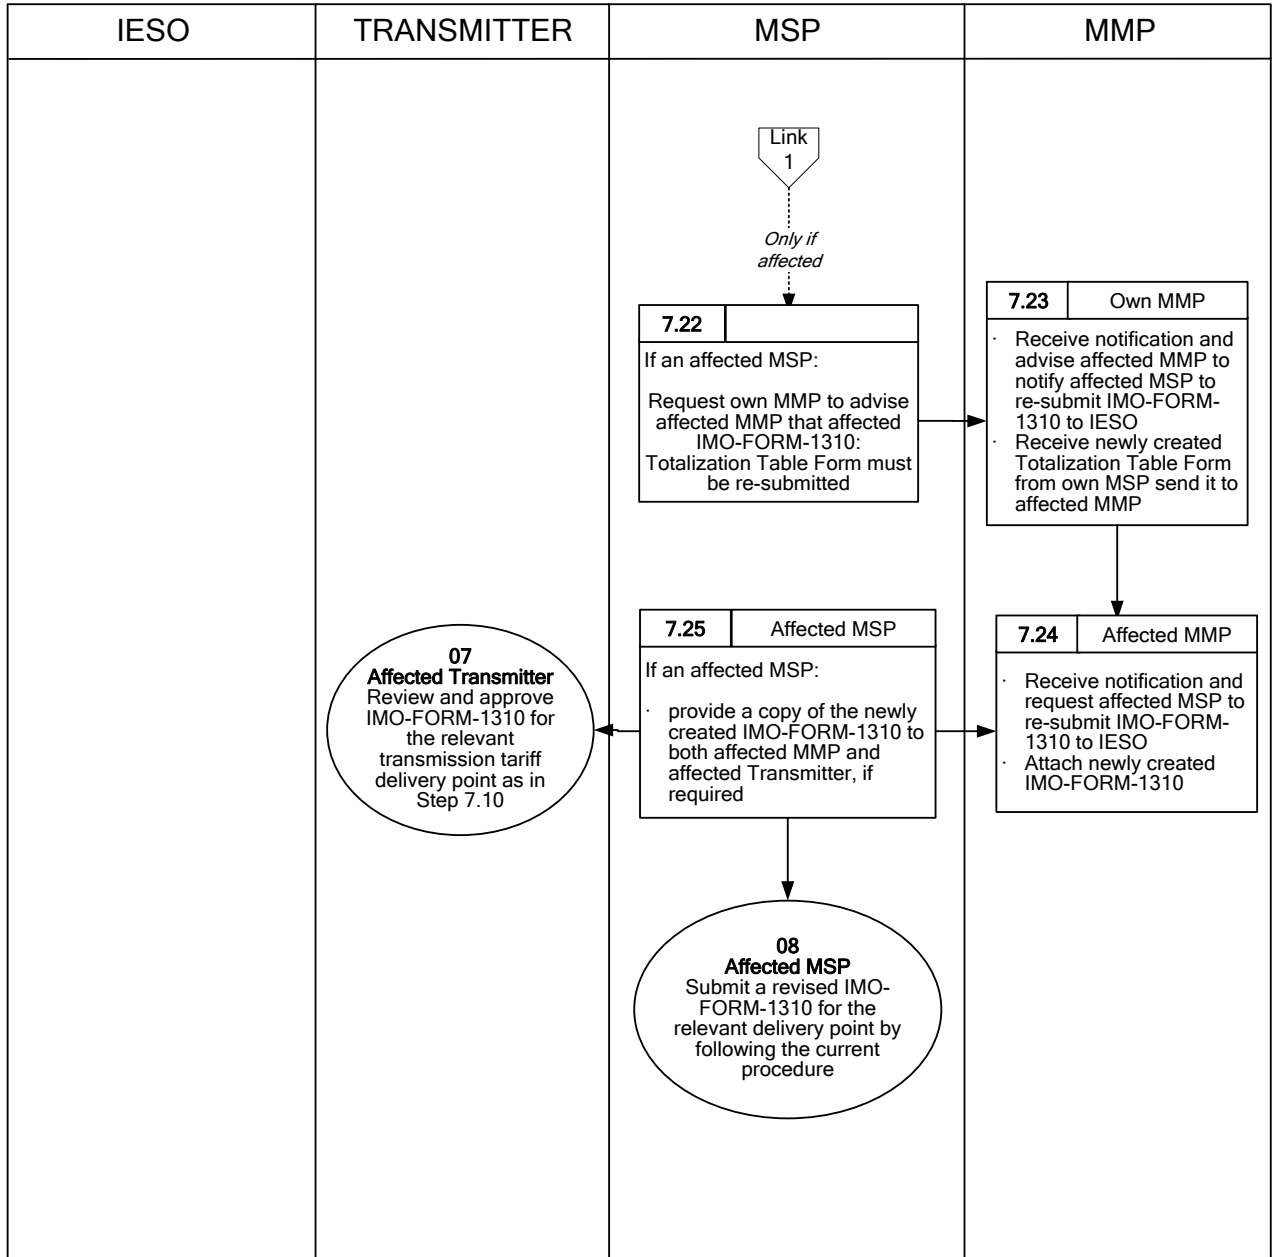 IESO
TRANSMITTER
MSP
MMP
Link
1
Only if
affected
7.22
If an affected MSP:
Request own MMP to advise
affected MMP that affected
IMO-FORM-1310:
Totalization Table Form must
be re-submitted
7.23
Own MMP
· Receive notification and
advise affected MMP to
notify affected MSP to
re-submit IMO-FORM-
1310 to IESO
· Receive newly created
Totalization Table Form
from own MSP send it to
affected MMP
07
Affected Transmitter
Review and approve
IMO-FORM-1310 for
the relevant
transmission tariff
delivery point as in
Step 7.10
7.25
Affected MSP
If an affected MSP:
· provide a copy of the newly
created IMO-FORM-1310 to
both affected MMP and
affected Transmitter, if
required
7.24
Affected MMP
· Receive notification and
request affected MSP to
re-submit IMO-FORM-
1310 to IESO
· Attach newly created
IMO-FORM-1310
08
Affected MSP
Submit a revised IMO-
FORM-1310 for the
relevant delivery point by
following the current
procedure